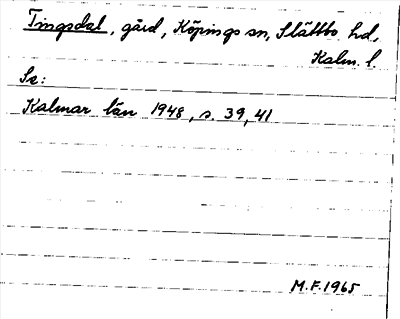 Tingsdal, gård, Köpings sn, Slättbo hd,
Kalm. l.
Se:
Kalmar län 1948, s. 39, 41
M.F. 1965